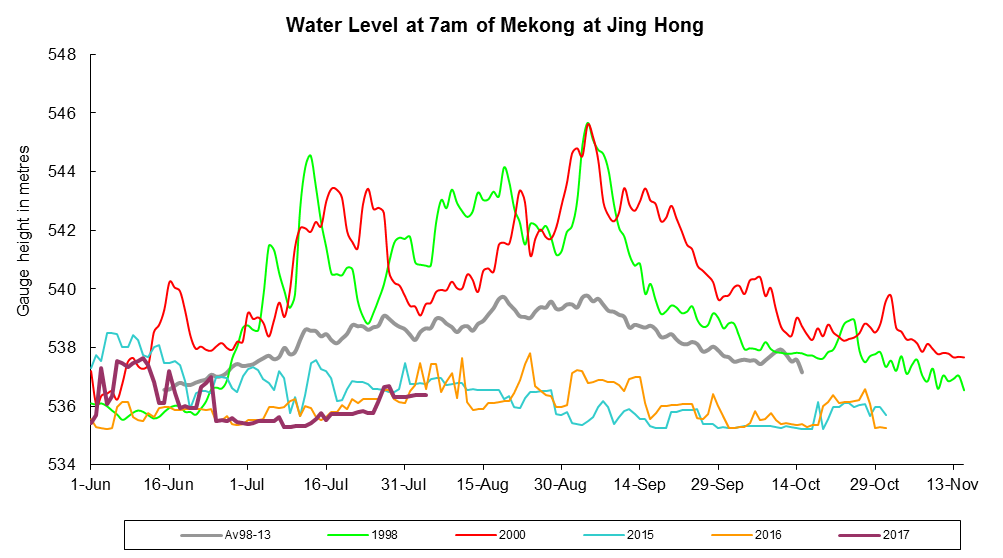 Water Level at 7am of Mekong at Jing Hong
Gauge height in metres
548
546
544
542
540
538
536
534
1-Jun 16-Jun 1-Jul 16-Jul 31-Jul 15-Aug 30-Aug 14-Sep 29-Sep 14-Oct 29-Oct 13-Nov
Av98-13 1998 2000 2015 2016 2017